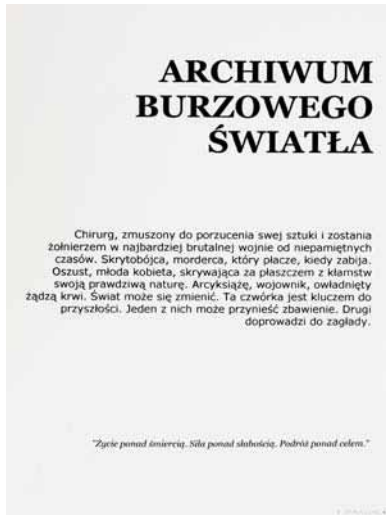 ARCHIWUM
BURZOWEGO
ŚWIATŁA
Chirurg, zmuszony do porzucenia swej sztuki i zostania
żołnierzem w najbardziej brutalnej wojnie od niepamiętnych
czasów. Skrytobójca, morderca, który płacze, kiedy zabija.
Oszust, młoda kobieta, skrywająca za płaszczem z kłamstw
swoją prawdziwą naturę. Arcyksiążę, wojownik, owładnięty
żądzą krwi. Świat może się zmienić. Ta czwórka jest kluczem do
przyszłości. Jeden z nich może przynieść zbawienie. Drugi
doprowadzi do zagłady.
"Życie ponad śmiercią. Siła ponad słabością. Podróż ponad celem."